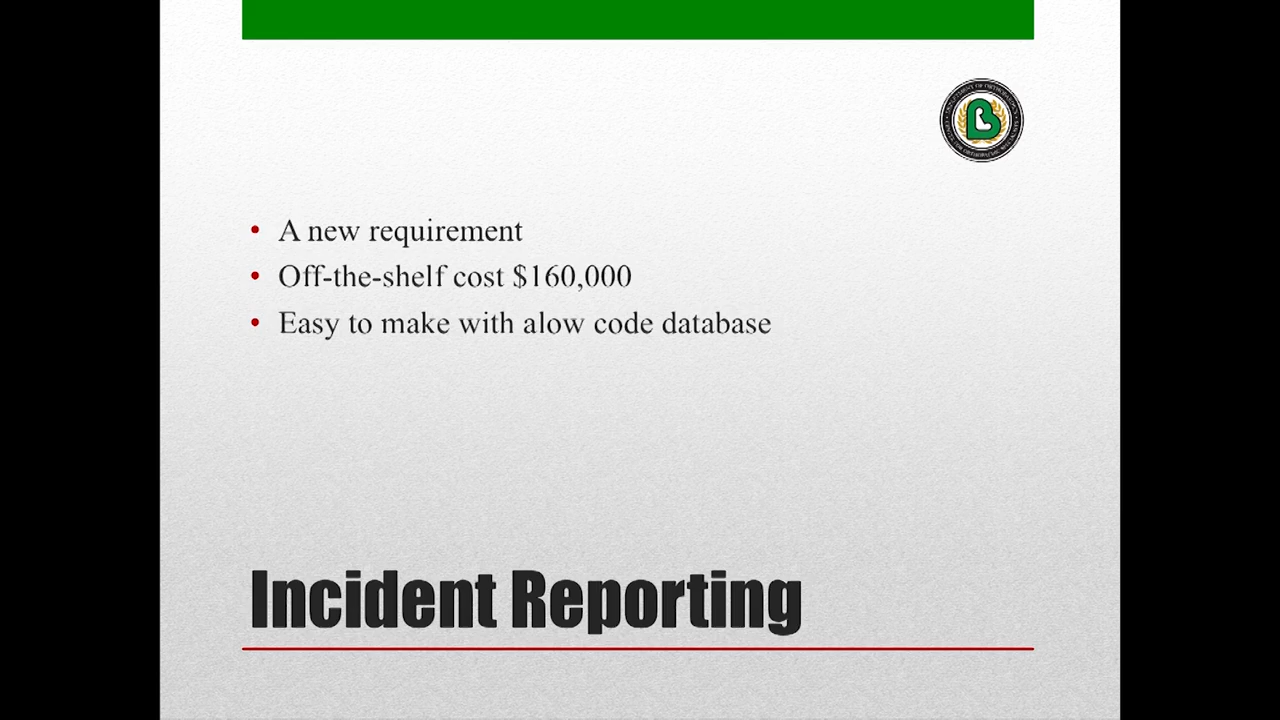 A new requirement
Off-the-shelf cost $160,000
Easy to make with alow code database
Incident Reporting